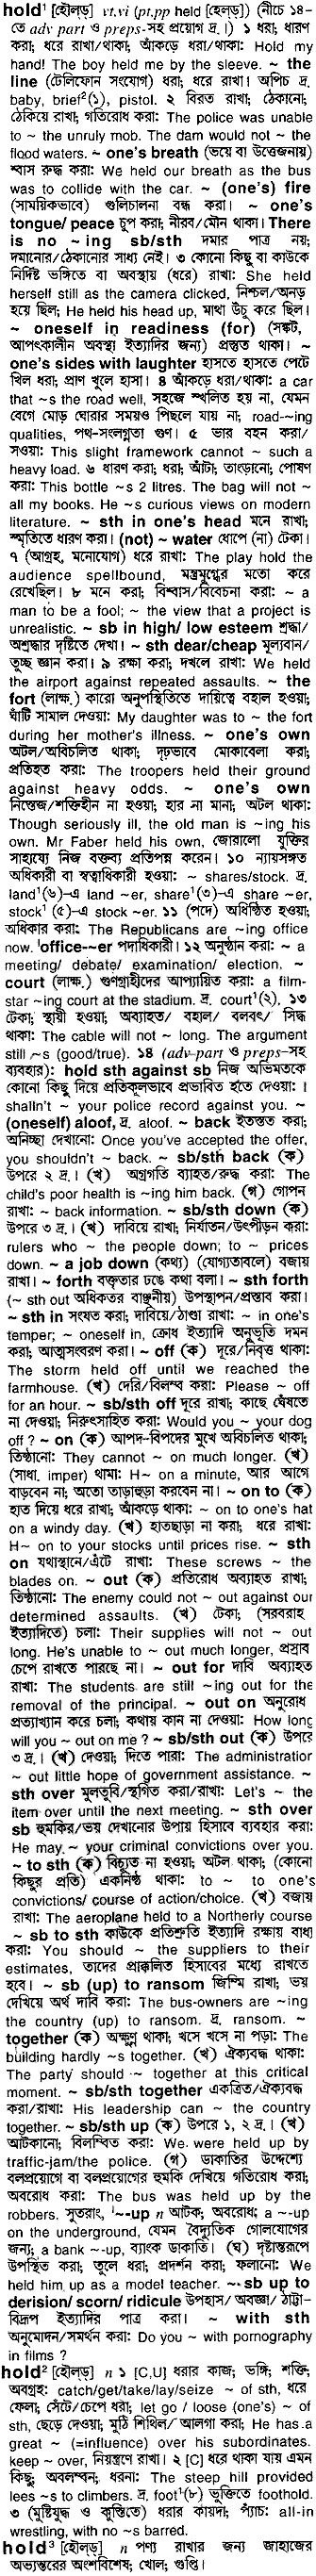 hold¹ [হৌল্‌ড্] vt,vi (pt,pp held [হেল্‌ড্]) (নীচে ১৪-
তে adv part ও preps-সহ প্রয়োগ দ্র.।) ১ ধরা; ধারণ
করা; ধরে রাখা/থাকা; আঁকড়ে ধরা/থাকা: Hold my
hand! The boy held me by the sleeve. ~ the
line (টেলিফোন সংযোগ) ধরা; ধরে রাখা। অপিচ দ্র.
baby, brief²(১), pistol. ২ বিরত রাখা; ঠেকানো;
ঠেকিয়ে রাখা; গতিরোধ করা: The police was unable
to ~ the unruly mob. The dam would not ~ the
flood waters. ~ one's breath (ভয়ে বা উত্তেজনায়)
শ্বাস রুদ্ধ করা: We held our breath as the bus
was to collide with the car. ~ (one's) fire
(সাময়িকভাবে) গুলিচালনা বন্ধ করা। ~ one's
tongue/ peace চুপ করা; নীরব/মৌন থাকা। There
is no ~ing sb/sth দমার পাত্র নয়;
দমানোর/ঠেকানোর সাধ্য নেই। ৩ কোনো কিছু বা কাউকে
নির্দিষ্ট ভঙ্গিতে বা অবস্থায় (ধরে) রাখা: She held
herself still as the camera clicked, নিশ্চল/অনড়
হয়ে ছিল; He held his head up, মাথা উঁচু করে ছিল।
~ oneself in readiness (for) (সঙ্কট,
আপৎকালীন অবস্থা ইত্যাদির জন্য) প্রস্তুত থাকা। ~
one's sides with laughter হাসতে হাসতে পেটে
খিল ধরা; প্রাণ খুলে হাসা। ৪ আঁকড়ে ধরা/থাকা: a car
that ~s the road well, সহজে স্খলিত হয় না, যেমন
বেগে মোড় ঘোরার সময়ও পিছলে যায় না; road-~ing
qualities, পথ-সংলগ্নতা গুণ। ৫ ভার বহন করা/
সওয়া: This slight framework cannot ~ such a
heavy load. ৬ ধারণ করা; ধরা; আঁটা; তাংড়ানো; পোষণ
করা: This bottle ~s 2 litres. The bag will not ~
all my books. He ~s curious views on modern
literature. ~ sth in one's head মনে রাখা;
স্মৃতিতে ধারণ করা। (not) ~ water ধোপে (না) টেকা।
৭ (আগ্রহ, মনোযোগ) ধরে রাখা: The play hold the
audience spellbound, মন্ত্রমুগ্ধের মতো করে
রেখেছিল। ৮ মনে করা; বিশ্বাস/বিবেচনা করা: ~ a
man to be a fool; ~ the view that a project is
unrealistic. ~ sb in high/ low esteem শ্রদ্ধা/
অশ্রদ্ধার দৃষ্টিতে দেখা। ~ sth dear/cheap মূল্যবান/
তুচ্ছ জ্ঞান করা। ৯ রক্ষা করা; দখলে রাখা: We held
the airport against repeated assaults. ~ the
fort (লাক্ষ.) কারো অনুপস্থিতিতে দায়িত্বে বহাল হওয়া;
ঘাঁটি সামাল দেওয়া: My daughter was to ~ the fort
during her mother's illness. ~ one's own
অটল/অবিচলিত থাকা; দৃঢ়ভাবে মোকাবেলা করা;
প্রতিহত করা: The troopers held their ground
against heavy odds. ~ one's own
নিস্তেজ/শক্তিহীন না হওয়া; হার না মানা; অটল থাকা:
Though seriously ill, the old man is ~ing his
own. Mr Faber held his own, জোরালো যুক্তির
সাহায্যে নিজ বক্তব্য প্রতিপন্ন করেন। ১০ ন্যায়সঙ্গত
অধিকারী বা স্বত্বাধিকারী হওয়া: ~ shares/stock. দ্র.
land¹(৬)-এ land ~er, share¹(৩)-এ share ~er,
stock¹ (৫)-এ stock ~er. ১১ (পদে) অধিষ্ঠিত হওয়া;
অধিকার করা: The Republicans are ~ing office
now. ˈoffice-~er পদাধিকারী। ১২ অনুষ্ঠান করা: ~ a
meeting/ debate/ examination/ election, ~
court (লাক্ষ.) গুণগ্রাহীদের আপ্যায়িত করা: a film-
star ~ing court at the stadium. দ্র. court¹(২). ১৩
টেকা; স্থায়ী হওয়া; অব্যাহত/ বহাল/ বলবৎ/ সিদ্ধ
থাকা: The cable will not ~ long. The argument
still ~s (good/true). ১৪ (adv-part ও preps-সহ
ব্যবহার): hold sth against sb নিজ অভিমতকে
কোনো কিছু দিয়ে প্রতিকূলভাবে প্রভাবিত হতে দেওয়া: I
shalln't ~ your police record against you. ~
(oneself) aloof, দ্র. aloof. ~ back ইতস্তত করা;
অনিচ্ছা দেখানো: Once you've accepted the offer,
you shouldn't ~ back. ~ sb/sth back (ক)
উপরে ২ দ্র.। (খ) অগ্রগতি ব্যাহত/রুদ্ধ করা: The
child's poor health is ~ing him back. (গ) গোপন
রাখা: ~ back information. ~ sb/sth down (ক)
উপরে ৩ দ্র.। (খ) দাবিয়ে রাখা; নির্যাতন/উৎপীড়ন করা:
rulers who ~ the people down; to ~ prices
down. ~ a job down (কথ্য) (যোগ্যতাবলে) বজায়
রাখা। ~ forth বক্তৃতার ঢঙে কথা বলা। ~ sth forth
(~ sth out অধিকতর বাঞ্ছনীয়) উপস্থাপন/প্রস্তাব করা।
~ sth in সংযত করা; দাবিয়ে/ঠাণ্ডা রাখা: ~ in one's
temper; ~ oneself in, ক্রোধ ইত্যাদি অনুভূতি দমন
করা; আত্মসংবরণ করা। ~ off (ক) দূরে/নিবৃত্ত থাকা:
The storm held off until we reached the
farmhouse. (খ) দেরি/বিলম্ব করা: Please ~ off
for an hour. ~ sb/sth off দূরে রাখা; কাছে ঘেঁষতে
না দেওয়া; নিরুৎসাহিত করা: Would you ~ your dog
off ? ~ on (ক) আপদ-বিপদের মুখে অবিচলিত থাকা;
তিষ্ঠানো: They cannot ~ on much longer. (খ)
(সাধা. imper) থামা: H~ on a minute, আর আগে
বাড়বেন না; অতো তাড়াহুড়া করবেন না। ~ on to (ক)
হাত দিয়ে ধরে রাখা; আঁকড়ে থাকা: ~ on to one's hat
on a windy day. (খ) হাতছাড়া না করা; ধরে রাখা:
H~ on to your stocks until prices rise. ~ sth
on যথাস্থানে/এঁটে রাখা: These screws ~ the
blades on. ~ out (ক) প্রতিরোধ অব্যাহত রাখা;
তিষ্ঠানো: The enemy could not ~ out against our
determined assaults. (খ) টেকা; (সরবরাহ
ইত্যাদিতে) চলা: Their supplies will not ~ out
long. He's unable to ~ out much longer, প্রস্রাব
চেপে রাখতে পারছে না। ~ out for দাবি অব্যাহত
রাখা: The students are still ~ing out for the
removal of the principal. ~ out on অনুরোধ
প্রত্যাখ্যান করে চলা; কথায় কান না দেওয়া: How long
will you ~ out on me ? ~ sb/sth out (ক) উপরে
৩ দ্র.। (খ) দেওয়া; দিতে পারা: The administratior
~ out little hope of government assistance. ~
sth over মুলতুবি/স্থগিত করা/রাখা: Let's ~ the
item over until the next meeting. ~ sth over
sb হুমকির/ভয় দেখানোর উপায় হিসাবে ব্যবহার করা:
He may ~ your criminal convictions over you.
~ to sth (ক) বিচ্যুত না হওয়া; অটল থাকা; (কোনো
কিছুর প্রতি) একনিষ্ঠ থাকা: to ~ to one's
convictions/ course of action/choice. (খ) বজায়
রাখা: The aeroplane held to a Northerly course
~ sb to sth কাউকে প্রতিশ্রুতি ইত্যাদি রক্ষায় বাধ্য
করা: You should ~ the suppliers to their
estimates, তাদের প্রাক্কলিত হিসাবের মধ্যে রাখতে
হবে। ~ sb (up) to ransom জিম্মি রাখা; ভয়
দেখিয়ে অর্থ দাবি করা: The bus-owners are ~ing
the country (up) to ransom. দ্র. ransom. ~
together (ক) অক্ষুণ্ণ থাকা; খসে খসে না পড়া: The
building hardly ~s together. (খ) ঐক্যবদ্ধ থাকা:
The party should ~ together at this critical
moment. ~ sb/sth together একত্রিত/ঐক্যবদ্ধ
করা/রাখা: His leadership can ~ the country
together. ~ sb/sth up (ক) উপরে ১, ২ দ্র.। (খ)
আটকানো; বিলম্বিত করা: We were held up by
traffic-jam/the police. (গ) ডাকাতির উদ্দেশ্যে
বলপ্রয়োগে বা বলপ্রয়োগের হুমকি দেখিয়ে গতিরোধ করা;
অবরোধ করা: The bus was held up by the
robbers. সুতরাং, ˈ~-up n আটক; অবরোধ: a ~-up
on the underground, যেমন বৈদ্যুতিক গোলযোগের
জন্য; a bank ~-up, ব্যাংক ডাকাতি। (ঘ) দৃষ্টান্তরূপে
উপস্থিত করা; তুলে ধরা; প্রদর্শন করা; ফলানো: We
held him up as a model teacher. ~ sb up to
derision/ scorn/ ridicule উপহাস/ অবজ্ঞা/ ঠাট্টা-
বিদ্রূপ ইত্যাদির পাত্র করা। ~ with sth
অনুমোদন/সমর্থন করা: Do you ~ with pornography
in films ?
hold² [হৌল্‌ড্] n ১ [C,U] ধরার কাজ; ভঙ্গি; শক্তি;
অবগ্রহ: catch/get/take/lay/seize ~ of sth, ধরে
ফেলা; সেঁটে/চেপে ধরা; let go / loose (one's) ~ of
sth, ছেড়ে দেওয়া; মুঠি শিথিল/ আলগা করা; He has a
great ~ (=influence) over his subordinates.
keep ~ over, নিয়ন্ত্রণে রাখা। ২ [C] ধরে থাকা যায় এমন
কিছু; অবলম্বন; ধরনা: The steep hill provided
lees ~s to climbers. দ্র. foot¹(৮) ভুক্তিতে foothold.
৩ (মুষ্টিযুদ্ধ ও কুস্তিতে) ধরার কায়দা; প্যাঁচ: all-in
wrestling, with no ~s barred.
hold³ [হৌল্‌ড্] n পণ্য রাখার জন্য জাহাজের
অভ্যন্তরের অংশবিশেষ; খোল; গুপ্তি।